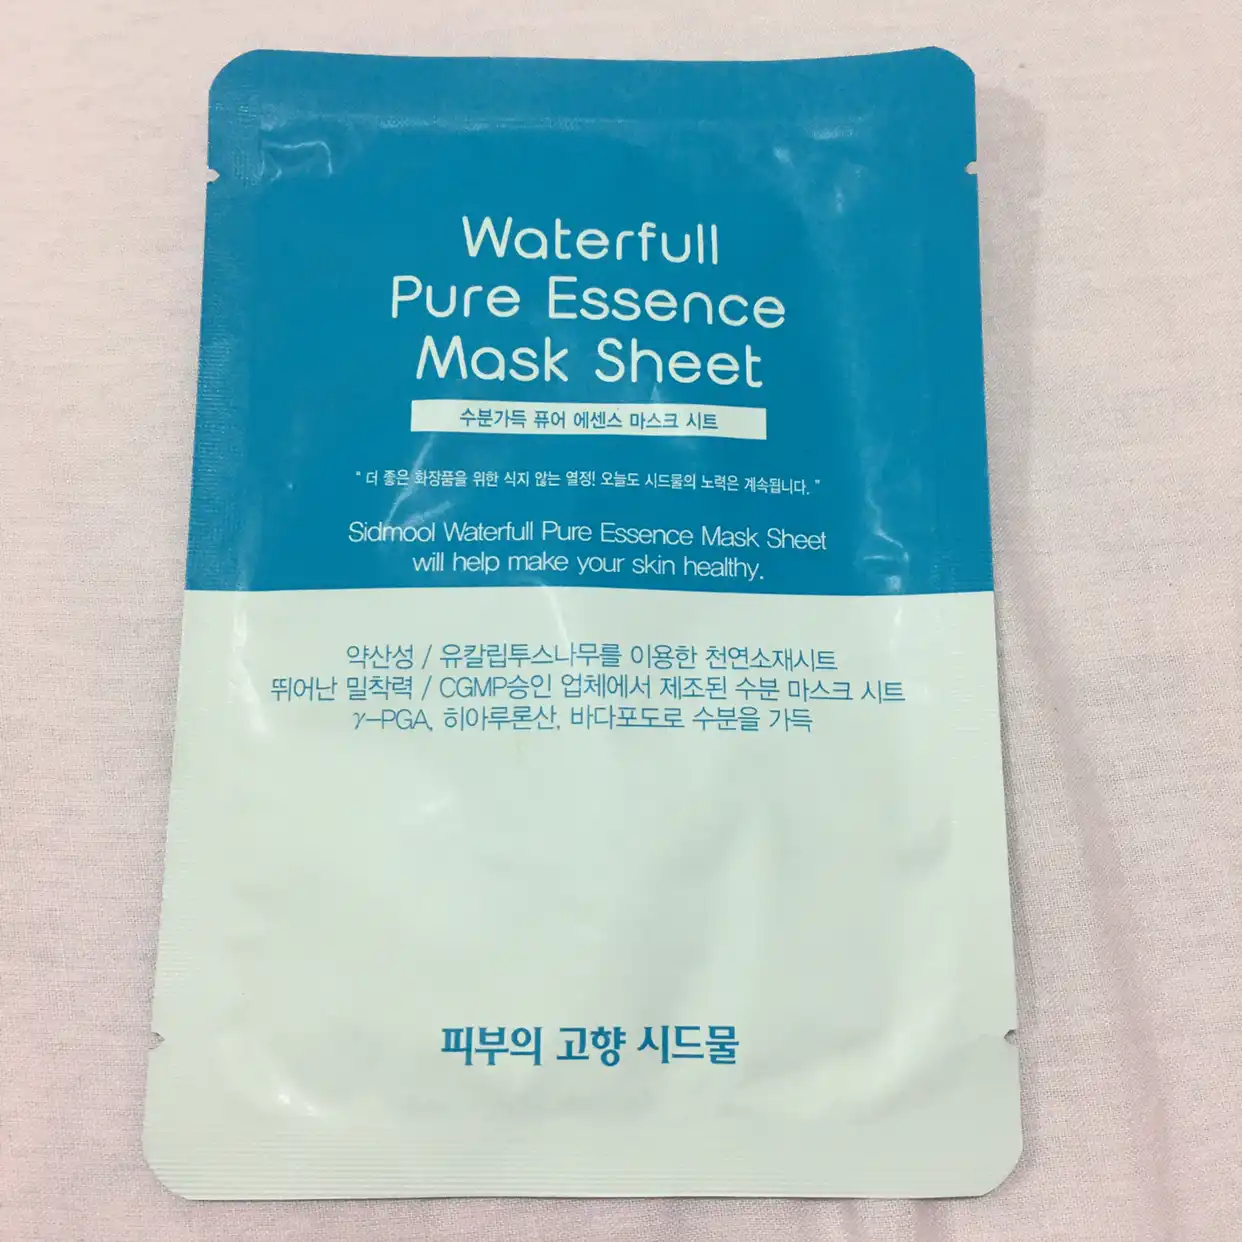 Waterfull
Pure Essence
Mask Sheet
수분가득 퓨어 에센스 마스크 시트
" 더 좋은 화장품을 위한 식지 않는 열정! 오늘도 시드물의 노력은 계속됩니다. "
Sidmool Waterfull Pure Essence Mask Sheet
will help make your skin healthy.
약산성 / 유칼립투스나무를 이용한 천연소재시트
뛰어난 밀착력 / CGMP승인 업체에서 제조된 수분 마스크 시트
γ-PGA, 히아루론산, 바다포도로 수분을 가득
피부의 고향 시드물